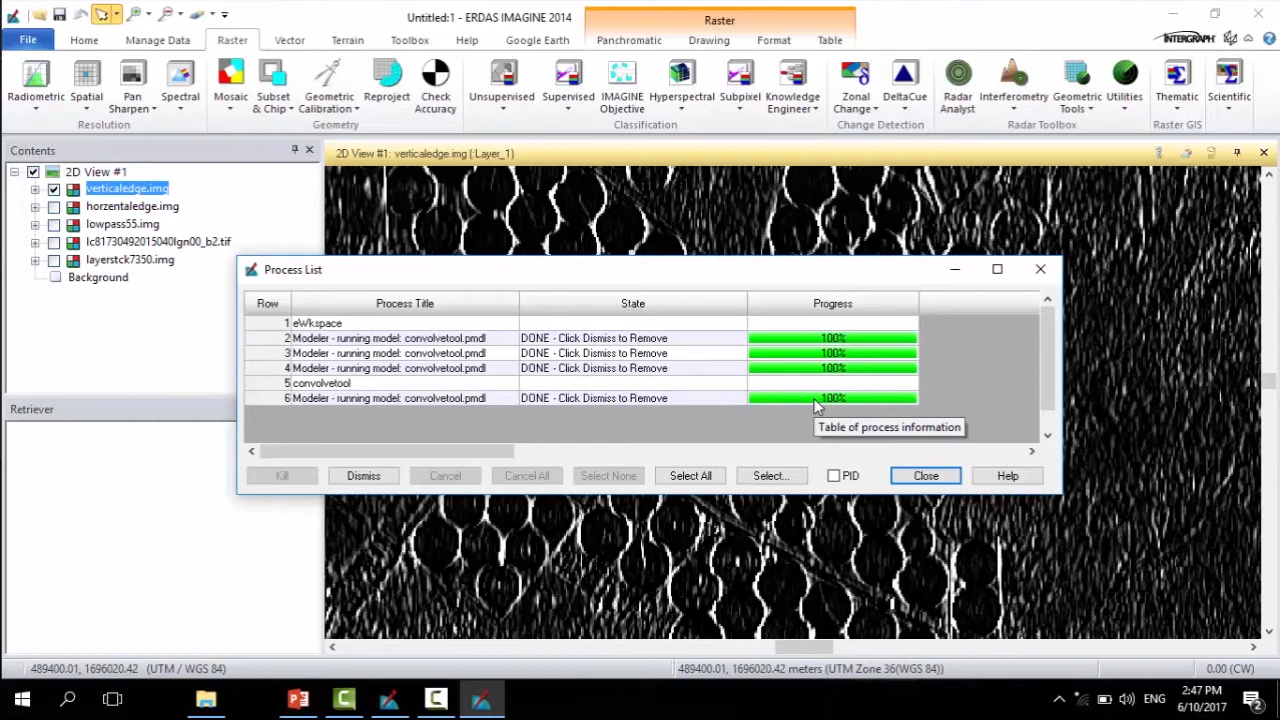 Untitled:1 - ERDAS IMAGINE 2014
Raster
File Home Manage Data Raster Vector Terrain Toolbox Help Google Earth Panchromatic Drawing Format Table INTERGRAPH
Radiometric Spatial Pan Sharpen Spectral Mosaic Subset & Chip Geometric Calibration Reproject Check Accuracy Unsupervised Supervised IMAGINE Objective Hyperspectral Subpixel Knowledge Engineer Zonal Change DeltaCue Radar Analyst Interferometry Geometric Tools Utilities Thematic Scientific
Resolution Geometry Classification Change Detection Radar Toolbox Raster GIS
Contents
2D View #1: verticaledge.img (:Layer_1)
2D View #1
verticaledge.img
horzentaledge.img
lowpass55.img
lc81730492015040lgn00_b2.tif
layerstck7350.img
Background
Process List
Row Process Title State Progress
1 eWkspace
2 Modeler - running model: convolvetool.pmdl DONE - Click Dismiss to Remove 100%
3 Modeler - running model: convolvetool.pmdl DONE - Click Dismiss to Remove 100%
4 Modeler - running model: convolvetool.pmdl DONE - Click Dismiss to Remove 100%
5 convolvetool
6 Modeler - running model: convolvetool.pmdl DONE - Click Dismiss to Remove 100%
Table of process information
Kill Dismiss Cancel Cancel All Select None Select All Select... PID Close Help
Retriever
489400.01, 1696020.42 (UTM / WGS 84) 489400.01, 1696020.42 meters (UTM Zone 36(WGS 84)) 0.00 (CW)
ENG
2:47 PM
6/10/2017
2